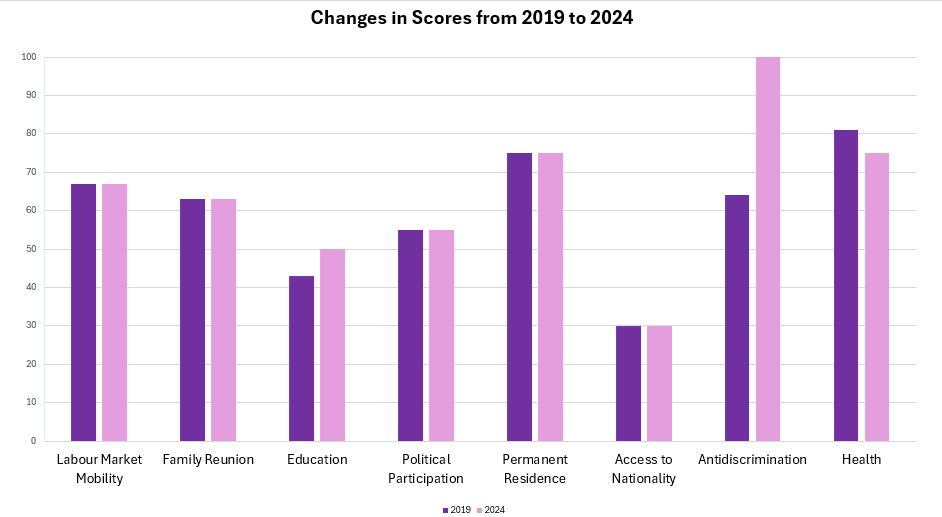 Changes in Scores from 2019 to 2024
100
90
80
70
60
50
40
30
20
10
0
Labour Market
Mobility
Family Reunion
Education
Political
Participation
Permanent
Residence
Access to
Nationality
Antidiscrimination
Health
2019
2024